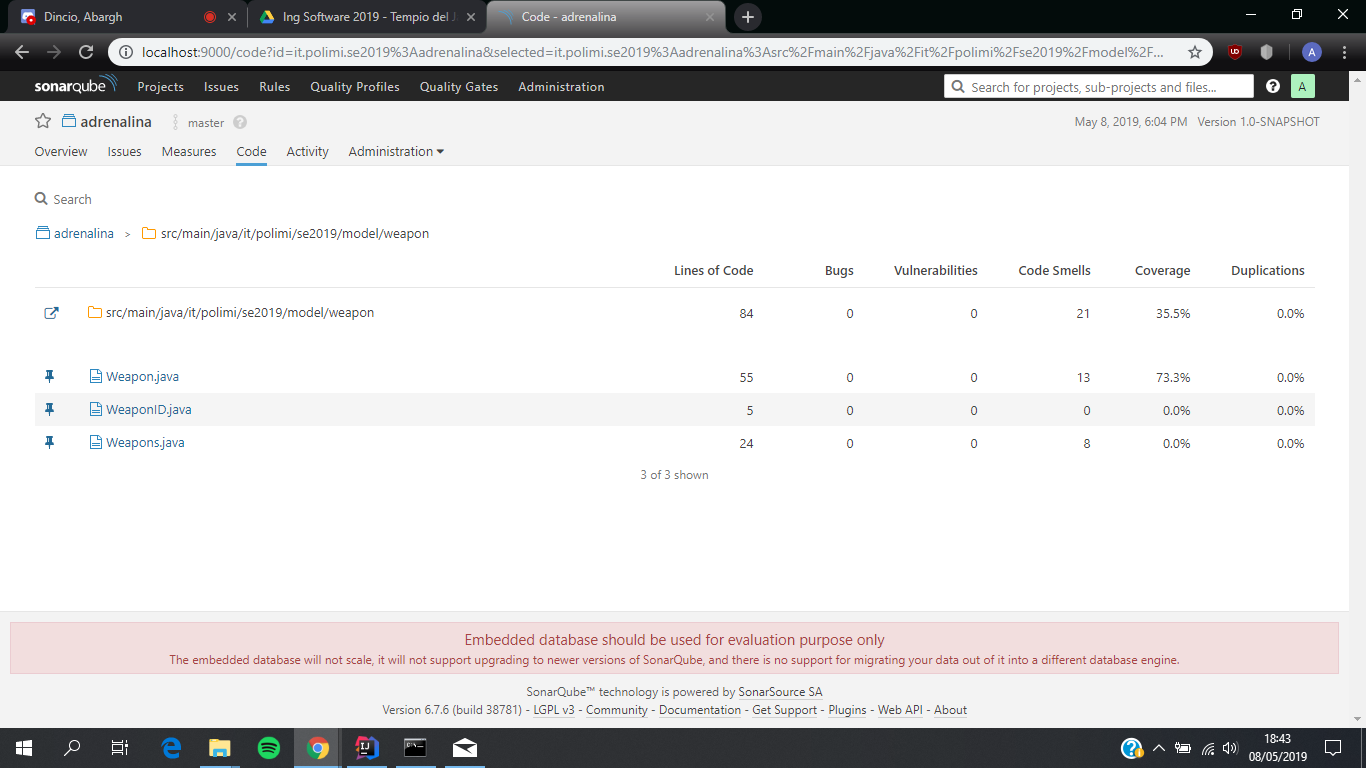 Dincio, Abargh
Ing Software 2019 - Tempio del J
Code - adrenalina
localhost:9000/code?id=it.polimi.se2019%3Aadrenalina&selected=it.polimi.se2019%3Aadrenalina%3Asrc%2Fmain%2Fjava%2Fit%2Fpolimi%2Fse2019%2Fmodel%2F...
A
sonarqube Projects Issues Rules Quality Profiles Quality Gates Administration Search for projects, sub-projects and files... ? A
adrenalina master ? May 8, 2019, 6:04 PM Version 1.0-SNAPSHOT
Overview Issues Measures Code Activity Administration
Search
adrenalina > src/main/java/it/polimi/se2019/model/weapon
Lines of Code Bugs Vulnerabilities Code Smells Coverage Duplications
src/main/java/it/polimi/se2019/model/weapon 84 0 0 21 35.5% 0.0%
Weapon.java 55 0 0 13 73.3% 0.0%
WeaponID.java 5 0 0 0 0.0% 0.0%
Weapons.java 24 0 0 8 0.0% 0.0%
3 of 3 shown
Embedded database should be used for evaluation purpose only
The embedded database will not scale, it will not support upgrading to newer versions of SonarQube, and there is no support for migrating your data out of it into a different database engine.
SonarQube™ technology is powered by SonarSource SA
Version 6.7.6 (build 38781) - LGPL v3 - Community - Documentation - Get Support - Plugins - Web API - About
18:43
08/05/2019